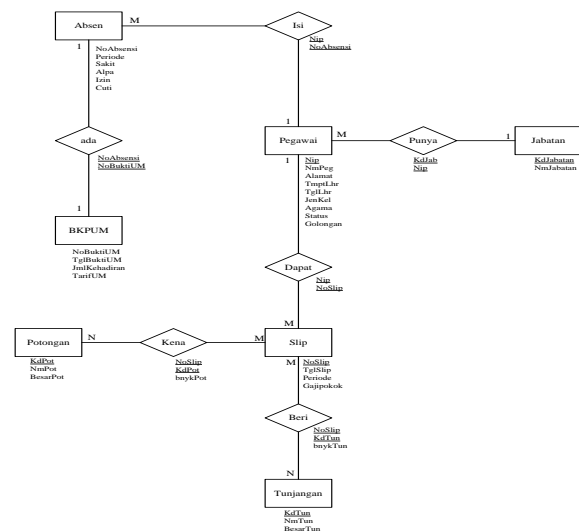 Absen
M
Isi
1
NoAbsensi
Periode
Sakit
Alpa
Izin
Cuti
Nip
NoAbsensi
ada
NoAbsensi
NoBuktiUM
1
Pegawai
M
Punya
1
Jabatan
1
Nip
NmPeg
Alamat
TmptLhr
TglLhr
JenKel
Agama
Status
Golongan
KdJab
Nip
KdJabatan
NmJabatan
1
BKPUM
NoBuktiUM
TglBuktiUM
JmlKehadiran
TarifUM
Dapat
Nip
NoSlip
M
Potongan
N
Kena
M
Slip
KdPot
NmPot
BesarPot
NoSlip
KdPot
bnykPot
M
NoSlip
TglSlip
Periode
Gajipokok
Beri
NoSlip
KdTun
bnykTun
N
Tunjangan
KdTun
NmTun
BesarTun